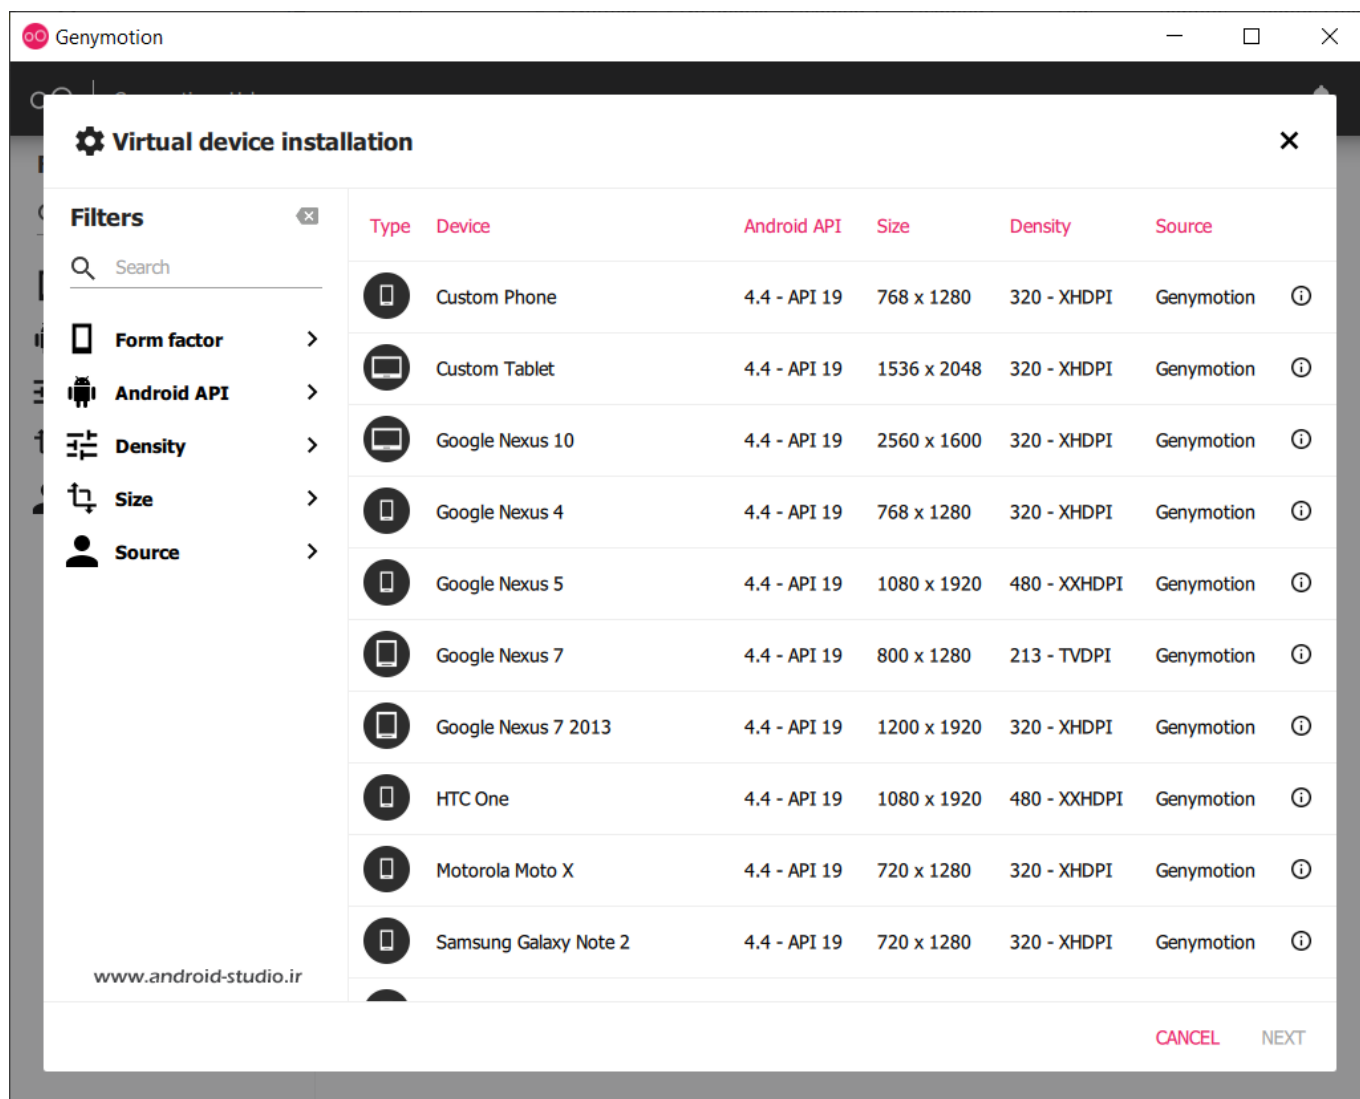 Genymotion
Virtual device installation
Filters
Search
Form factor
Android API
Density
Size
Source
www.android-studio.ir
Type Device Android API Size Density Source
Custom Phone 4.4 - API 19 768 x 1280 320 - XHDPI Genymotion
Custom Tablet 4.4 - API 19 1536 x 2048 320 - XHDPI Genymotion
Google Nexus 10 4.4 - API 19 2560 x 1600 320 - XHDPI Genymotion
Google Nexus 4 4.4 - API 19 768 x 1280 320 - XHDPI Genymotion
Google Nexus 5 4.4 - API 19 1080 x 1920 480 - XXHDPI Genymotion
Google Nexus 7 4.4 - API 19 800 x 1280 213 - TVDPI Genymotion
Google Nexus 7 2013 4.4 - API 19 1200 x 1920 320 - XHDPI Genymotion
HTC One 4.4 - API 19 1080 x 1920 480 - XXHDPI Genymotion
Motorola Moto X 4.4 - API 19 720 x 1280 320 - XHDPI Genymotion
Samsung Galaxy Note 2 4.4 - API 19 720 x 1280 320 - XHDPI Genymotion
CANCEL NEXT